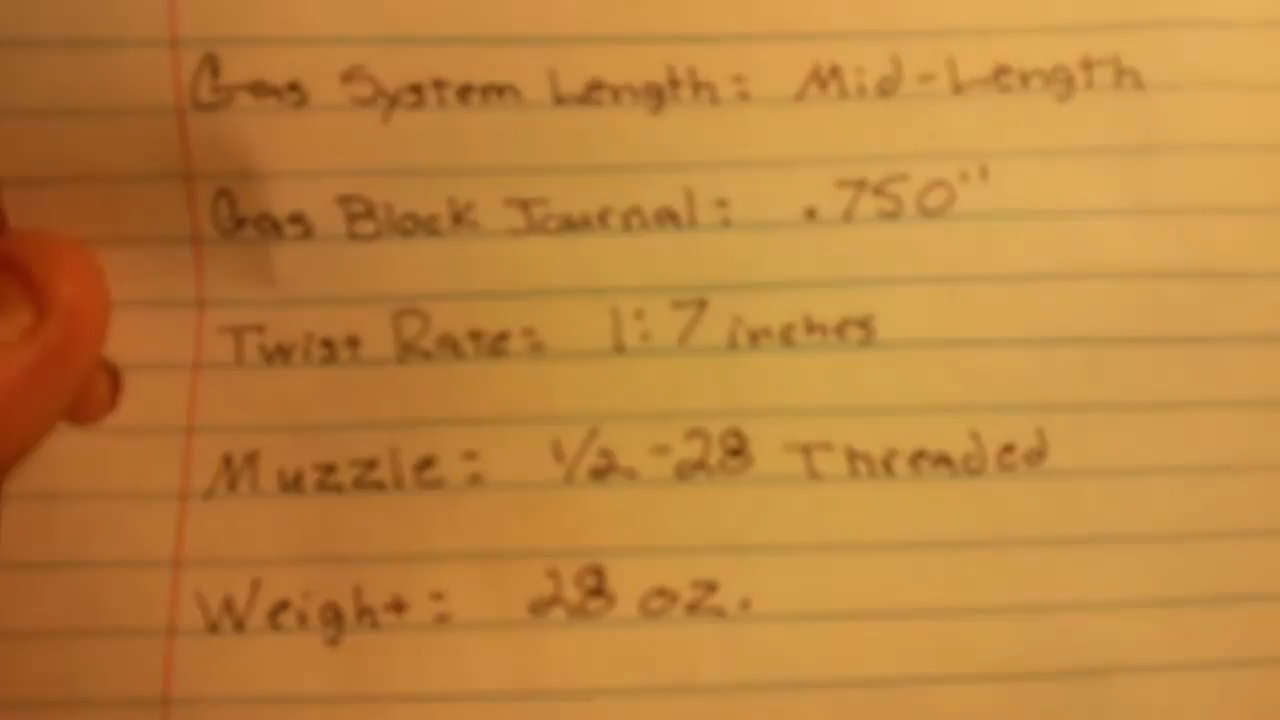 Gas System Length: Mid-Length
Gas Block Journal: .750"
Twist Rate: 1:7 inches
Muzzle: 1/2-28 Threaded
Weight: 28 oz.